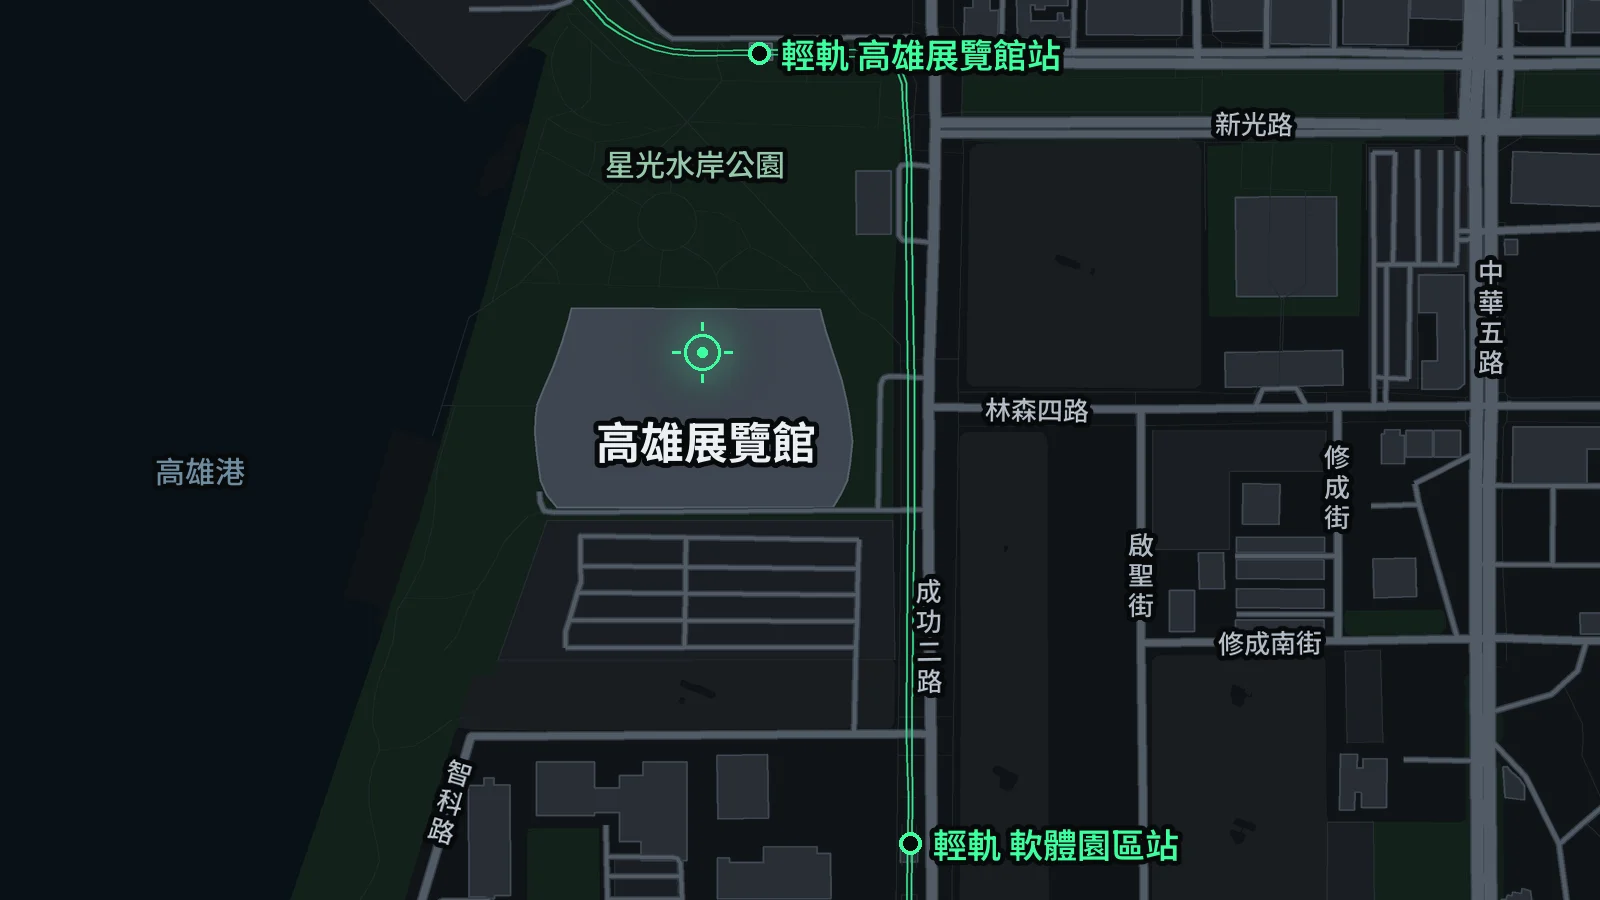 輕軌 高雄展覽館站
新光路
星光水岸公園
中華五路
林森四路
高雄展覽館
修成街
高雄港
啟聖街
成功二路
修成南街
智科路
輕軌 軟體園區站